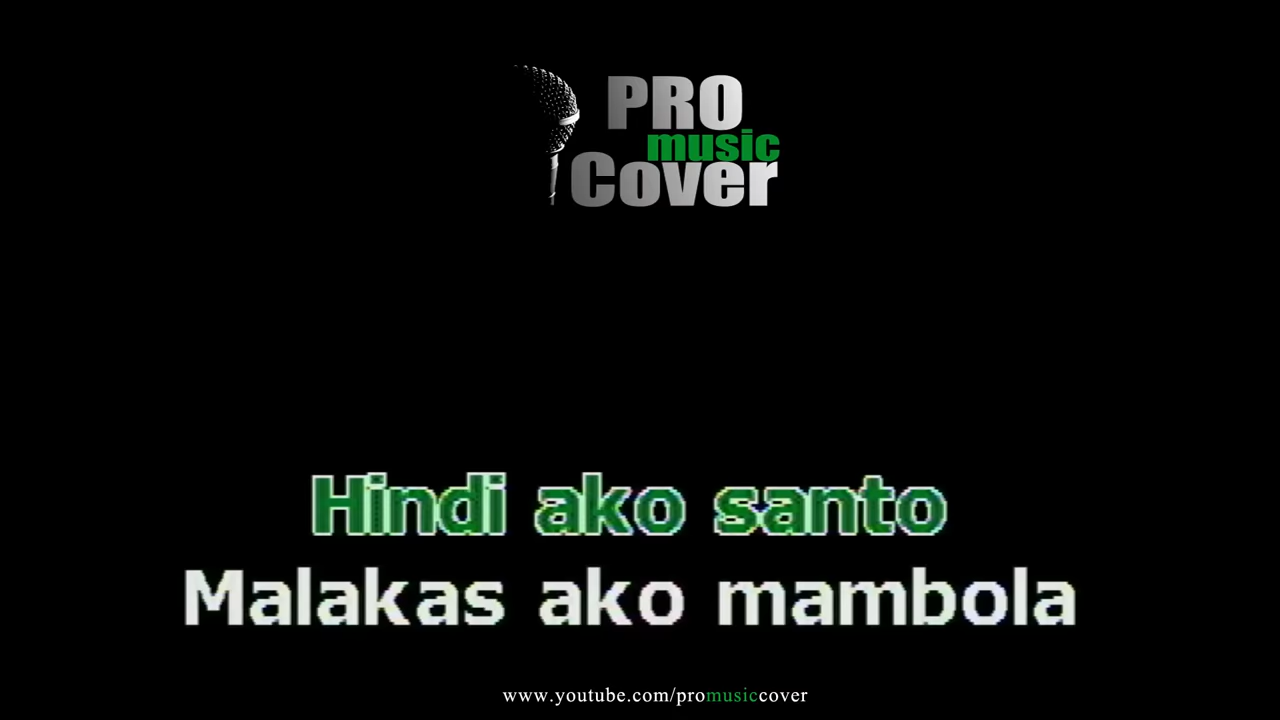 PRO
music
Cover
Hindi ako santo
Malakas ako mambola
www.youtube.com/promusiccover